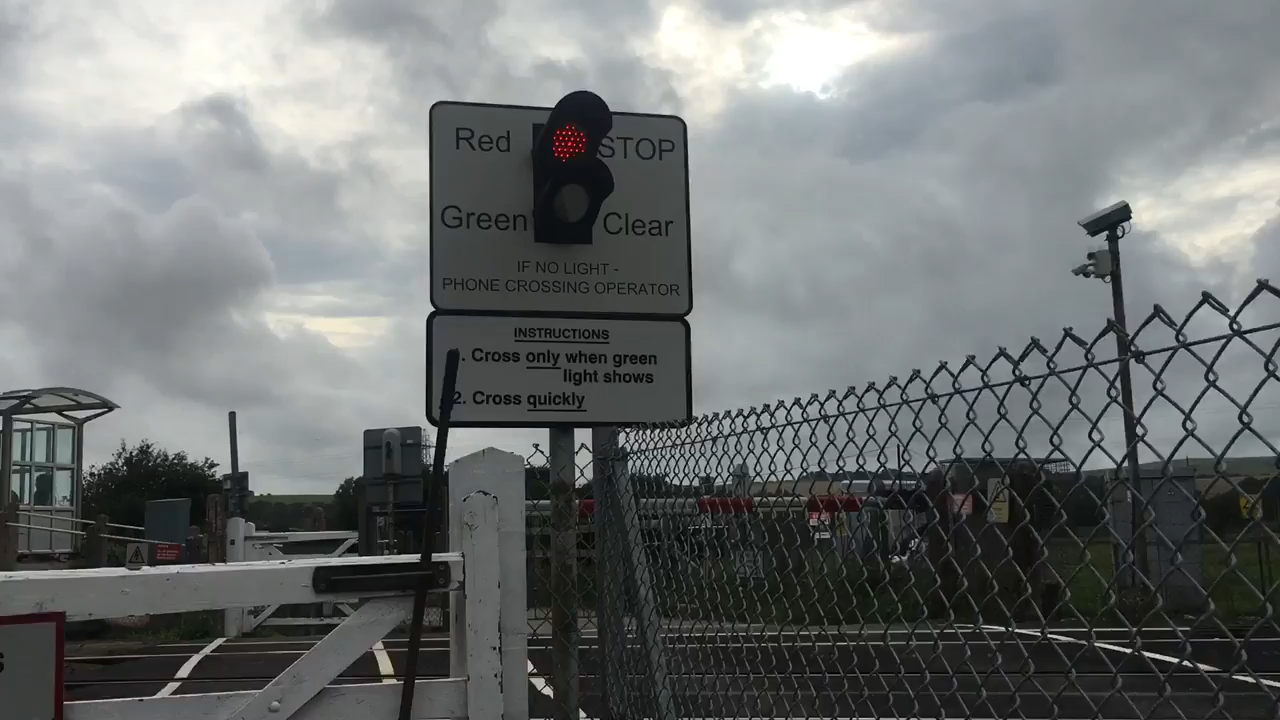 Red STOP
Green Clear
IF NO LIGHT -
PHONE CROSSING OPERATOR
INSTRUCTIONS
. Cross only when green
light shows
2. Cross quickly
S